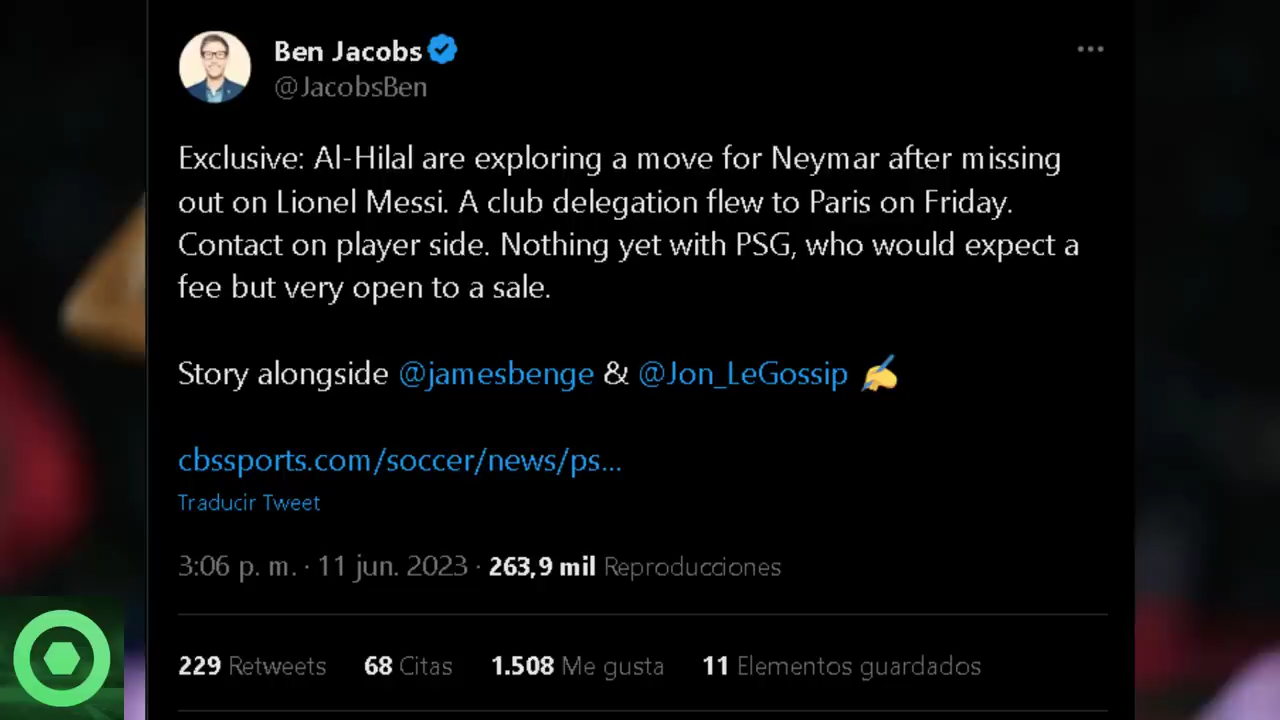 Ben Jacobs
@JacobsBen
Exclusive: Al-Hilal are exploring a move for Neymar after missing
out on Lionel Messi. A club delegation flew to Paris on Friday.
Contact on player side. Nothing yet with PSG, who would expect a
fee but very open to a sale.
Story alongside @jamesbenge & @Jon_LeGossip ✍️
cbssports.com/soccer/news/ps...
Traducir Tweet
3:06 p. m. · 11 jun. 2023 · 263,9 mil Reproducciones
229 Retweets 68 Citas 1.508 Me gusta 11 Elementos guardados